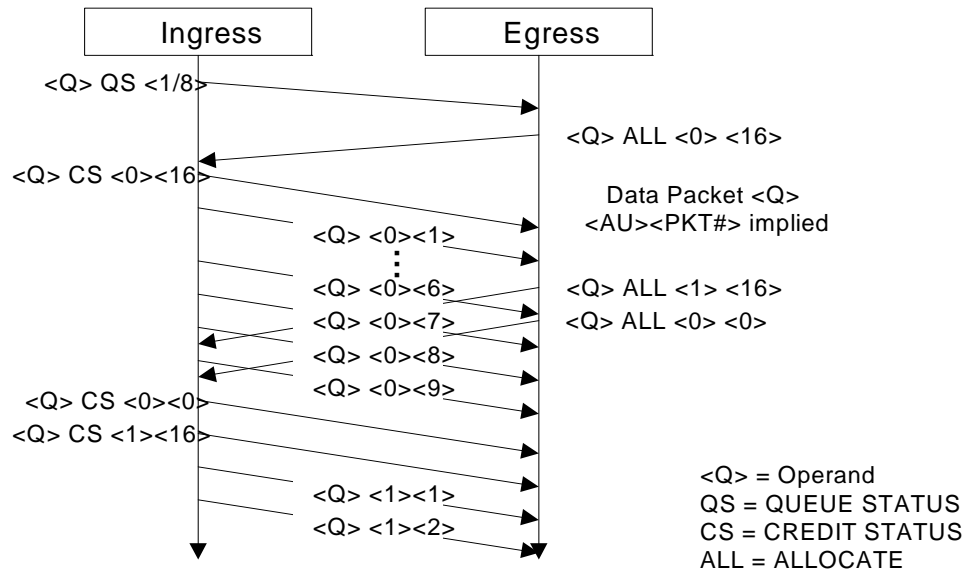 Ingress
Egress
<Q> QS <1/8>
<Q> ALL <0> <16>
<Q> CS <0><16>
Data Packet <Q>
<AU><PKT#> implied
<Q> <0><1>
<Q> <0><6>
<Q> ALL <1> <16>
<Q> <0><7>
<Q> ALL <0> <0>
<Q> <0><8>
<Q> <0><9>
<Q> CS <0><0>
<Q> CS <1><16>
<Q> <1><1>
<Q> <1><2>
<Q> = Operand
QS = QUEUE STATUS
CS = CREDIT STATUS
ALL = ALLOCATE